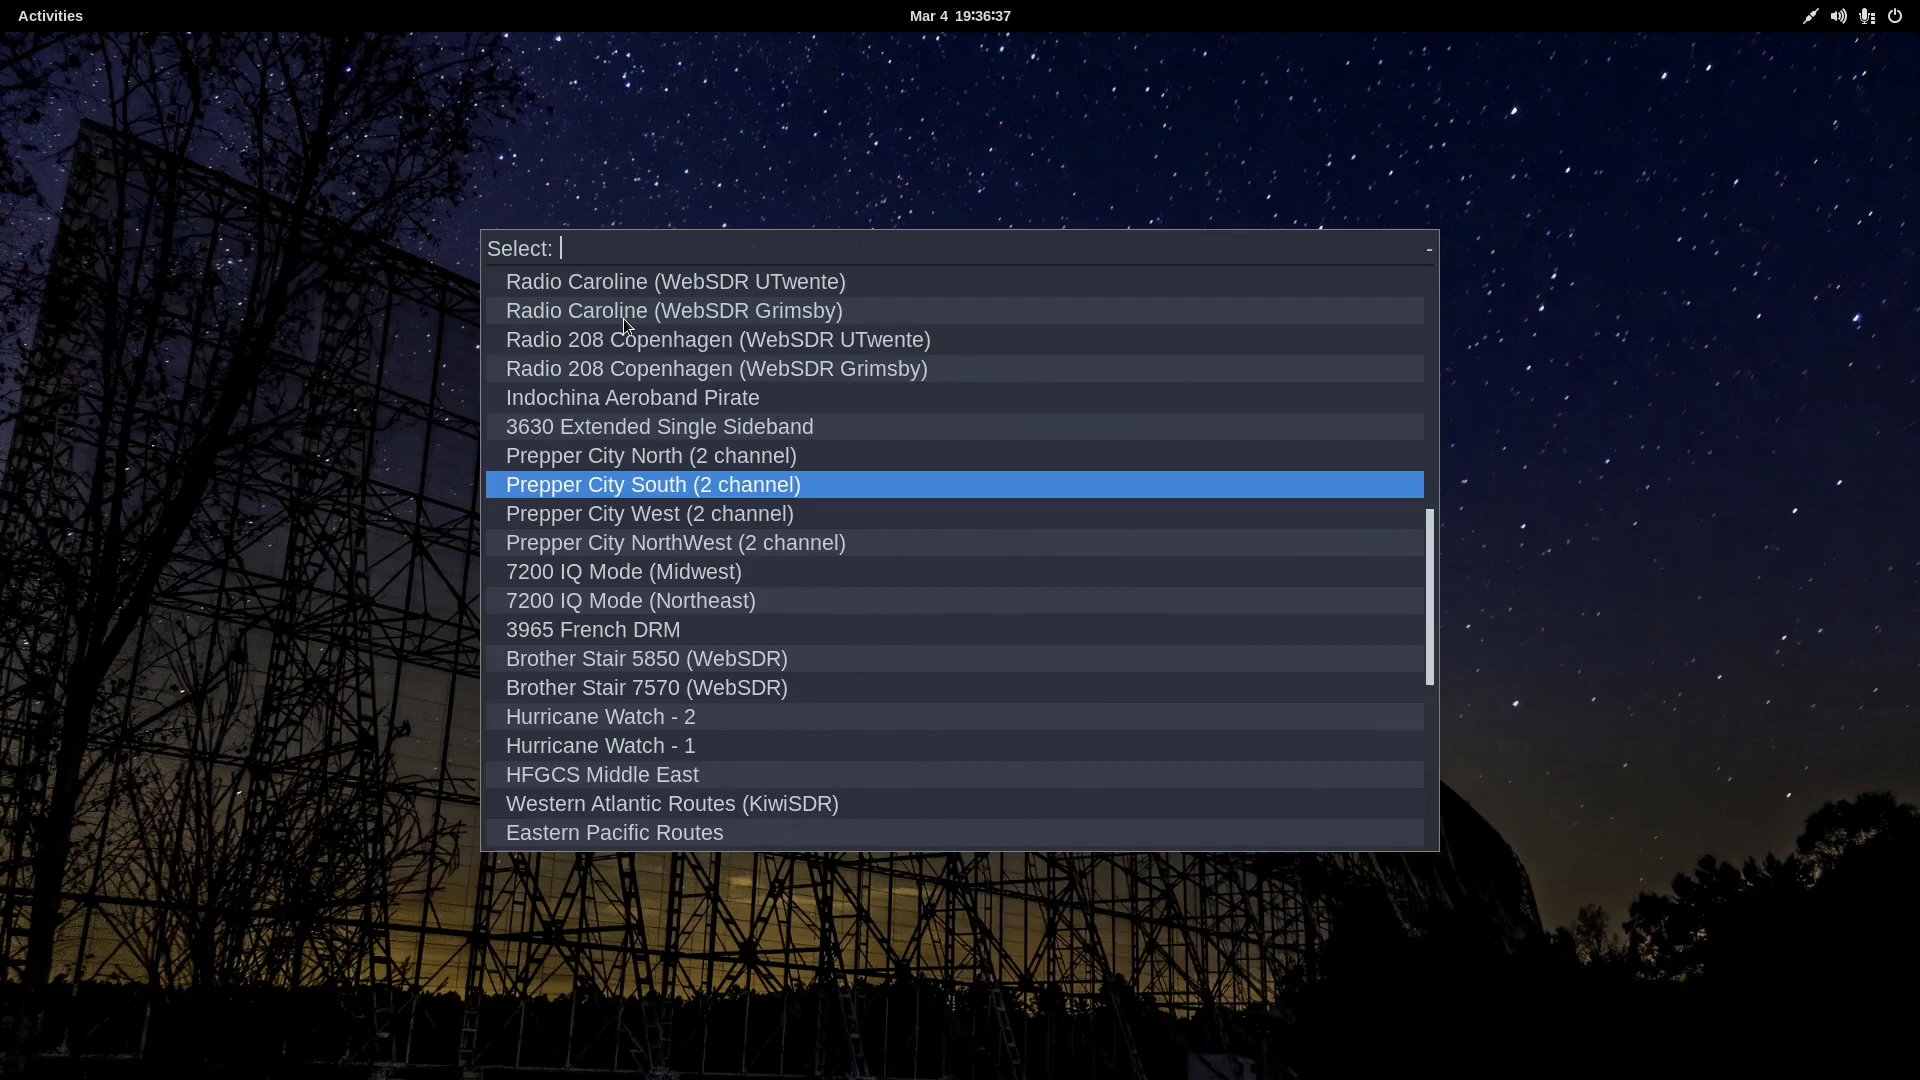 Activities
Mar 4 19:36:37
Select:
-
Radio Caroline (WebSDR UTwente)
Radio Caroline (WebSDR Grimsby)
Radio 208 Copenhagen (WebSDR UTwente)
Radio 208 Copenhagen (WebSDR Grimsby)
Indochina Aeroband Pirate
3630 Extended Single Sideband
Prepper City North (2 channel)
Prepper City South (2 channel)
Prepper City West (2 channel)
Prepper City NorthWest (2 channel)
7200 IQ Mode (Midwest)
7200 IQ Mode (Northeast)
3965 French DRM
Brother Stair 5850 (WebSDR)
Brother Stair 7570 (WebSDR)
Hurricane Watch - 2
Hurricane Watch - 1
HFGCS Middle East
Western Atlantic Routes (KiwiSDR)
Eastern Pacific Routes